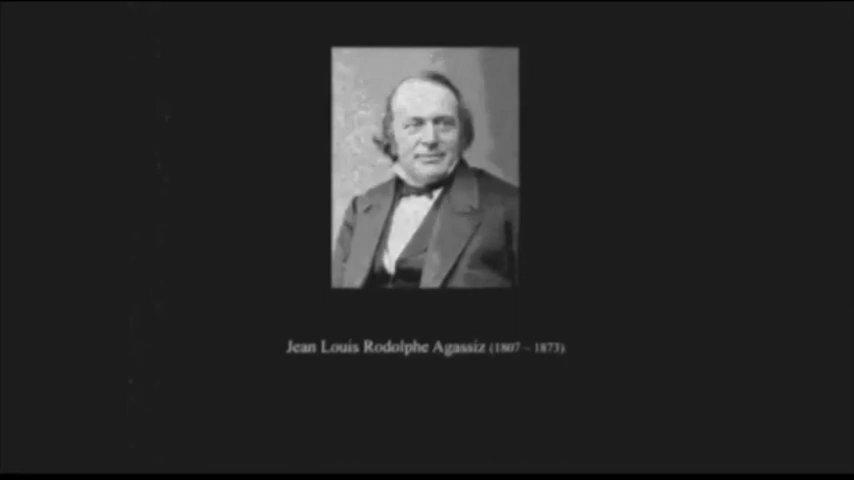 Jean Louis Rodolphe Agassiz (1807 – 1873)